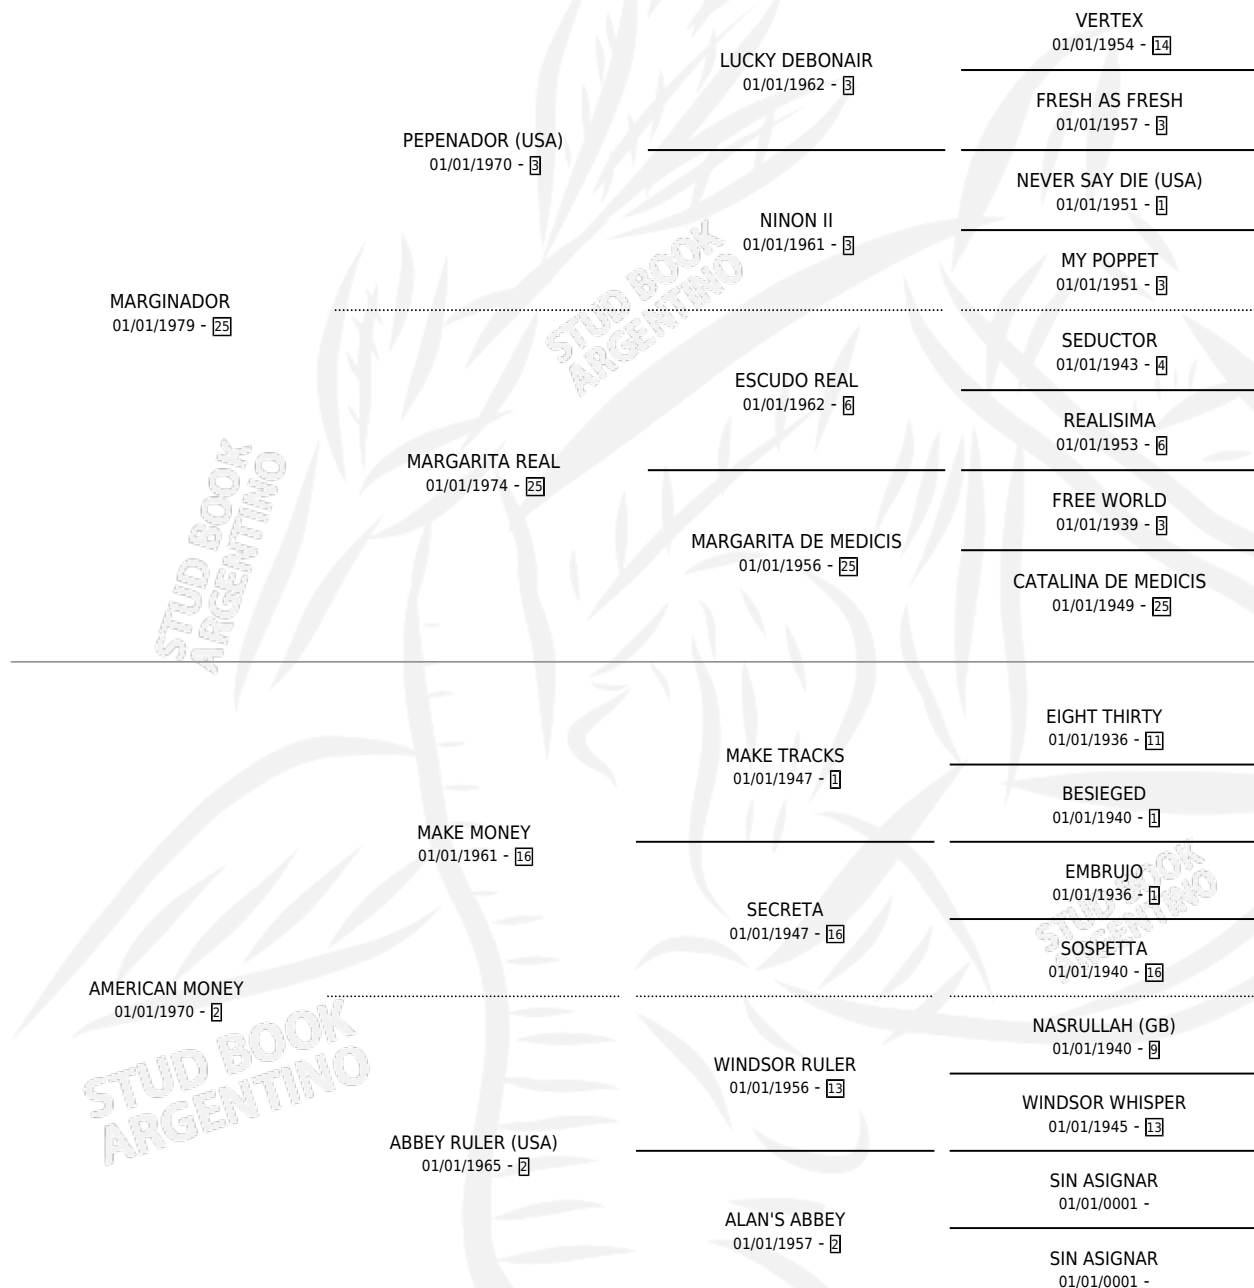 VERTEX
01/01/1954 - 14
LUCKY DEBONAIR
01/01/1962 - 3
FRESH AS FRESH
01/01/1957 - 3
PEPENADOR (USA)
01/01/1970 - 3
NEVER SAY DIE (USA)
01/01/1951 - 1
NINON II
01/01/1961 - 3
MY POPPET
01/01/1951 - 3
MARGINADOR
01/01/1979 - 25
SEDUCTOR
01/01/1943 - 4
ESCUDO REAL
01/01/1962 - 6
REALISIMA
01/01/1953 - 6
MARGARITA REAL
01/01/1974 - 25
FREE WORLD
01/01/1939 - 3
MARGARITA DE MEDICIS
01/01/1956 - 25
CATALINA DE MEDICIS
01/01/1949 - 25
EIGHT THIRTY
01/01/1936 - 11
MAKE TRACKS
01/01/1947 - 1
BESIEGED
01/01/1940 - 1
MAKE MONEY
01/01/1961 - 16
EMBRUJO
01/01/1936 - 1
SECRETA
01/01/1947 - 16
SOSPETTA
01/01/1940 - 16
AMERICAN MONEY
01/01/1970 - 2
NASRULLAH (GB)
01/01/1940 - 9
WINDSOR RULER
01/01/1956 - 13
WINDSOR WHISPER
01/01/1945 - 13
ABBEY RULER (USA)
01/01/1965 - 2
SIN ASIGNAR
01/01/0001 -
ALAN'S ABBEY
01/01/1957 - 2
SIN ASIGNAR
01/01/0001 -
STUD BOOK
ARGENTINO
STUD BOOK
ARGENTINO
STUD BOOK
ARGENTINO
STUD BOOK
ARGENTINO